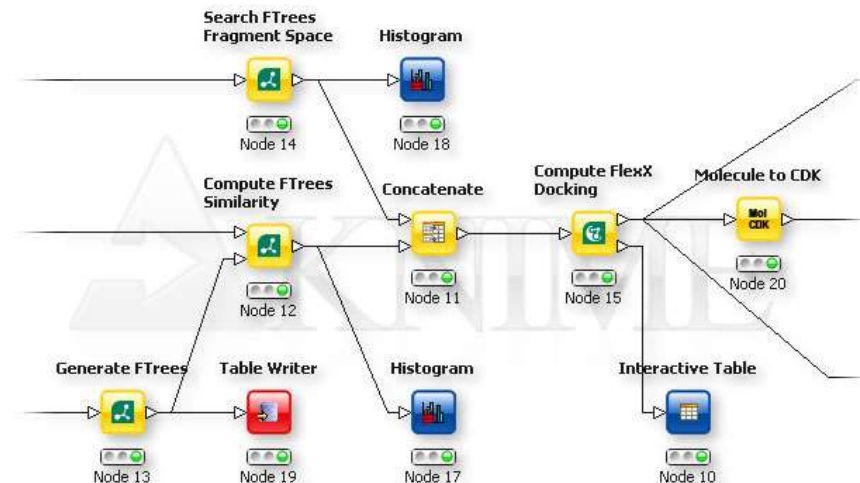 Search FTrees
Fragment Space
Histogram
Node 14
Node 18
Compute FTrees
Similarity
Concatenate
Compute FlexX
Docking
Molecule to CDK
Mol
CDK
Node 12
Node 11
Node 15
Node 20
KNIME
Generate FTrees
Table Writer
Histogram
Interactive Table
Node 13
Node 19
Node 17
Node 10